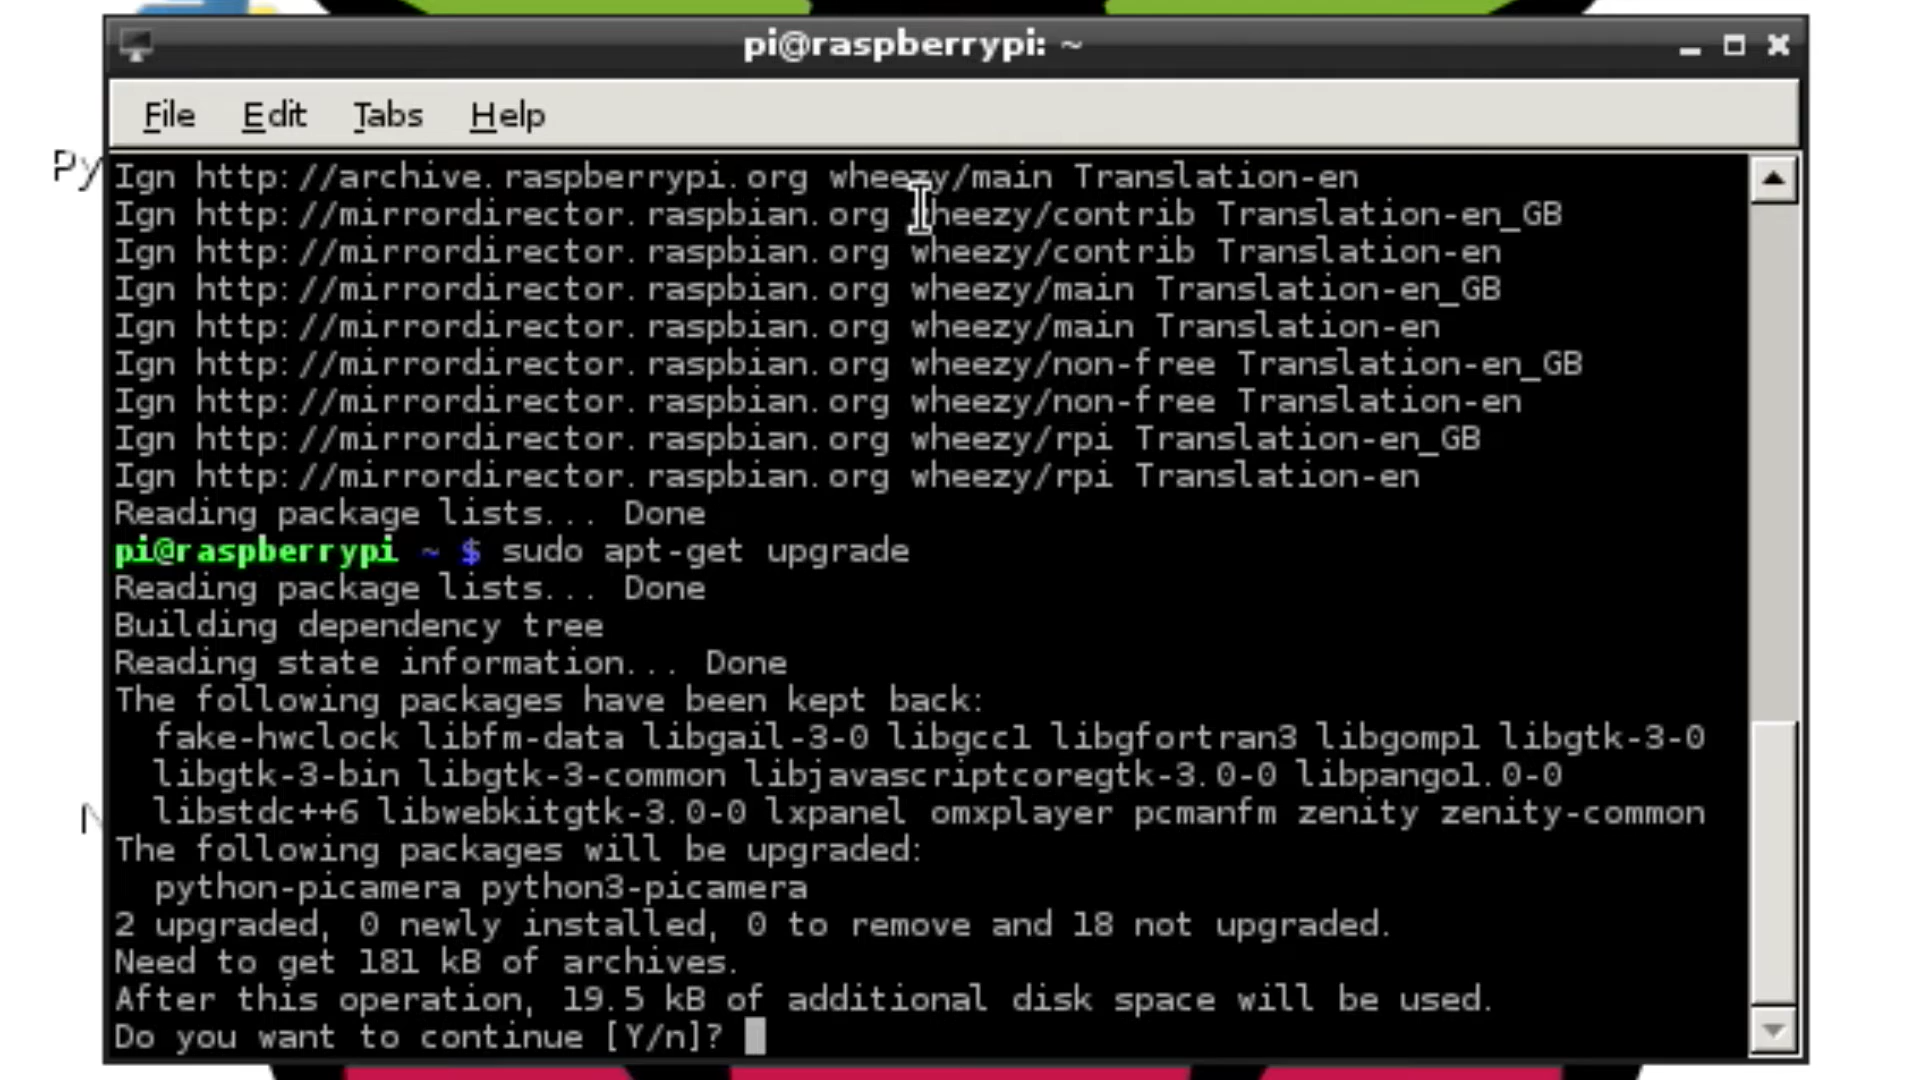 pi@raspberrypi: ~
File Edit Tabs Help
Py
Ign http://archive.raspberrypi.org wheezy/main Translation-en
Ign http://mirrordirector.raspbian.org wheezy/contrib Translation-en_GB
Ign http://mirrordirector.raspbian.org wheezy/contrib Translation-en
Ign http://mirrordirector.raspbian.org wheezy/main Translation-en_GB
Ign http://mirrordirector.raspbian.org wheezy/main Translation-en
Ign http://mirrordirector.raspbian.org wheezy/non-free Translation-en_GB
Ign http://mirrordirector.raspbian.org wheezy/non-free Translation-en
Ign http://mirrordirector.raspbian.org wheezy/rpi Translation-en_GB
Ign http://mirrordirector.raspbian.org wheezy/rpi Translation-en
Reading package lists... Done
pi@raspberrypi ~ $ sudo apt-get upgrade
Reading package lists... Done
Building dependency tree
Reading state information... Done
The following packages have been kept back:
fake-hwclock libfm-data libgail-3-0 libgcc1 libgfortran3 libgomp1 libgtk-3-0
libgtk-3-bin libgtk-3-common libjavascriptcoregtk-3.0-0 libpango1.0-0
libstdc++6 libwebkitgtk-3.0-0 lxpanel omxplayer pcmanfm zenity zenity-common
The following packages will be upgraded:
python-picamera python3-picamera
2 upgraded, 0 newly installed, 0 to remove and 18 not upgraded.
Need to get 181 kB of archives.
After this operation, 19.5 kB of additional disk space will be used.
Do you want to continue [Y/n]?